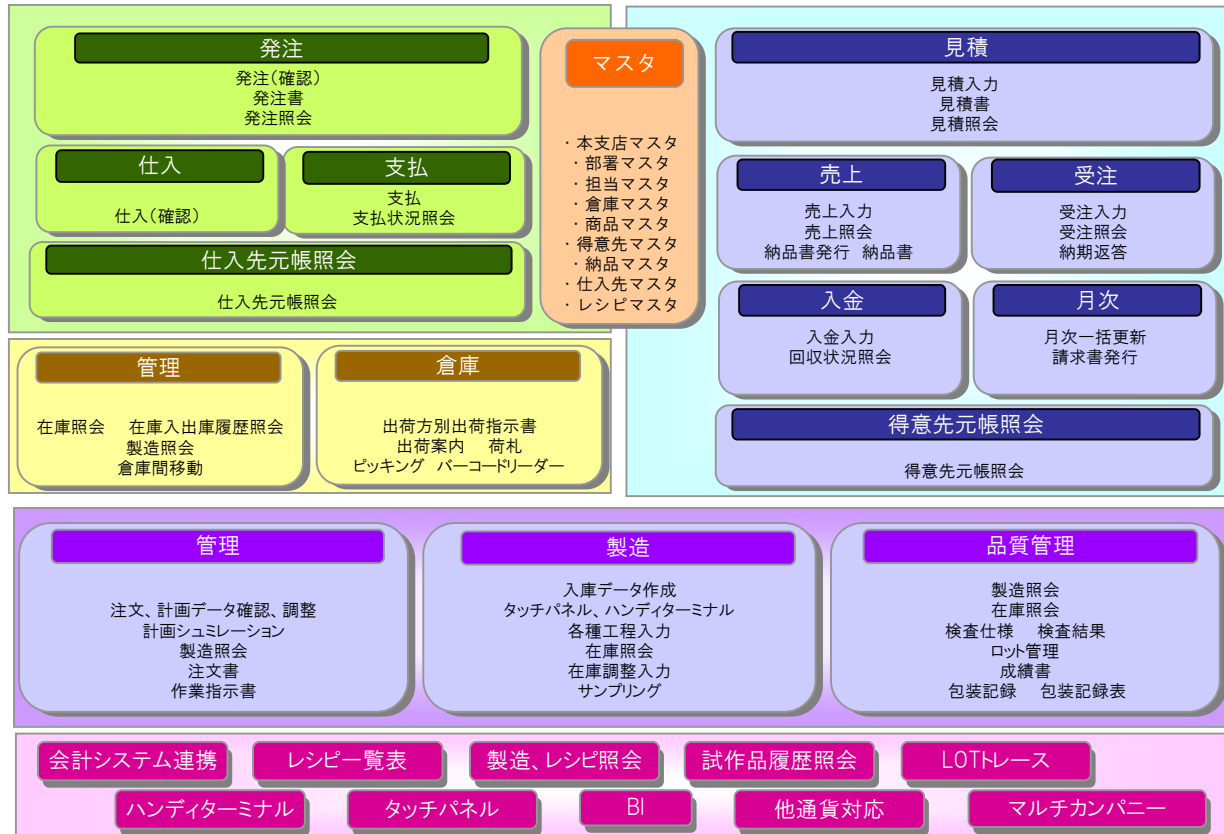 発注
発注(確認)
発注書
発注照会
仕入
仕入(確認)
支払
支払
支払状況照会
仕入先元帳照会
仕入先元帳照会
マスタ
・本支店マスタ
・部署マスタ
・担当マスタ
・倉庫マスタ
・商品マスタ
・得意先マスタ
・納品マスタ
・仕入先マスタ
・レシピマスタ
見積
見積入力
見積書
見積照会
売上
売上入力
売上照会
納品書発行 納品書
受注
受注入力
受注照会
納期返答
入金
入金入力
回収状況照会
月次
月次一括更新
請求書発行
得意先元帳照会
得意先元帳照会
管理
在庫照会 在庫入出庫履歴照会
製造照会
倉庫間移動
倉庫
出荷方別出荷指示書
出荷案内 荷札
ピッキング バーコードリーダー
管理
注文、計画データ確認、調整
計画シュミレーション
製造照会
注文書
作業指示書
製造
入庫データ作成
タッチパネル、ハンディターミナル
各種工程入力
在庫照会
在庫調整入力
サンプリング
品質管理
製造照会
在庫照会
検査仕様 検査結果
ロット管理
成績書
包装記録 包装記録表
会計システム連携
レシピ一覧表
製造、レシピ照会
試作品履歴照会
LOTトレース
ハンディターミナル
タッチパネル
BI
他通貨対応
マルチカンパニー